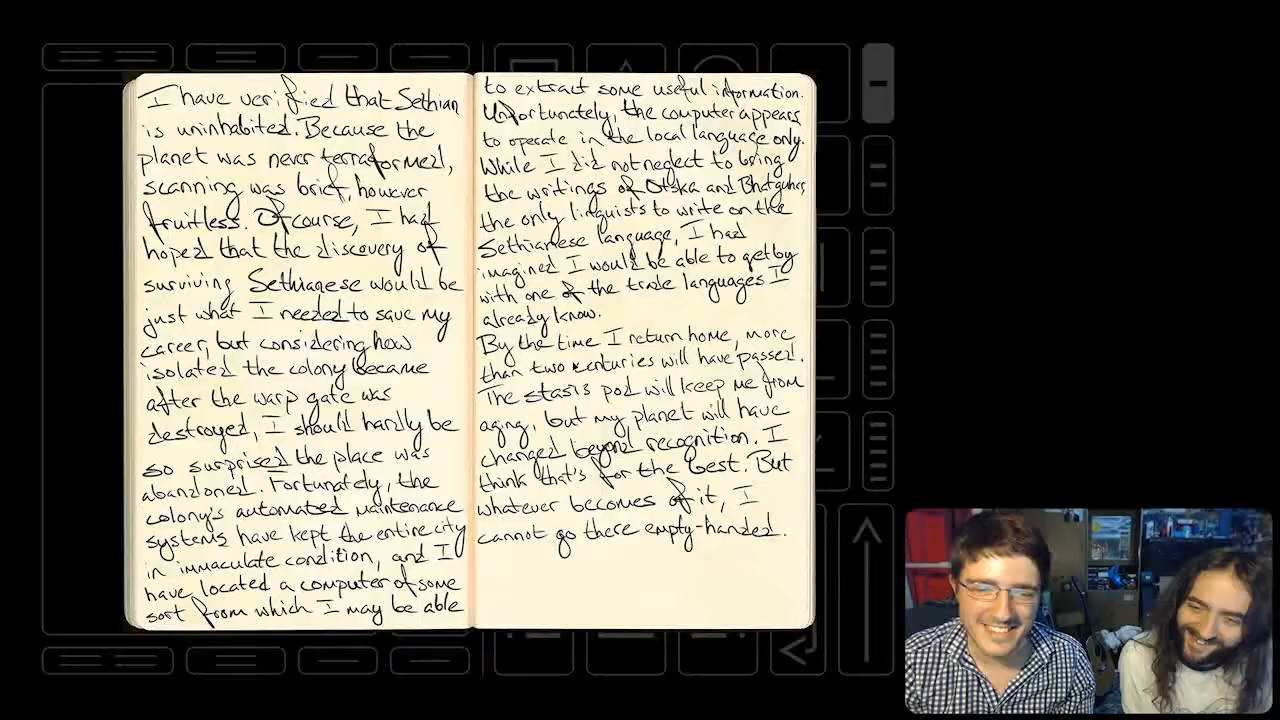 I have verified that Sethian
is uninhabited. Because the
planet was never terraformed,
scanning was brief, however
fruitless. Of course, I had
hoped that the discovery of
surviving Sethianese would be
just what I needed to save my
career, but considering how
isolated the colony became
after the warp gate was
destroyed, I should hardly be
so surprised the place was
abandoned. Fortunately, the
colony's automated maintenance
systems have kept the entire city
in immaculate condition, and I
have located a computer of some
sort from which I may be able
to extract some useful information.
Unfortunately, the computer appears
to operate in the local language only.
While I did not neglect to bring
the writings of Otska and Bhatguhrs,
the only linguists to write on the
Sethianese language, I had
imagined I would be able to get by
with one of the trade languages I
already know.
By the time I return home, more
than two centuries will have passed.
The stasis pod will keep me from
aging, but my planet will have
changed beyond recognition. I
think that's for the best. But
whatever becomes of it, I
cannot go there empty-handed.